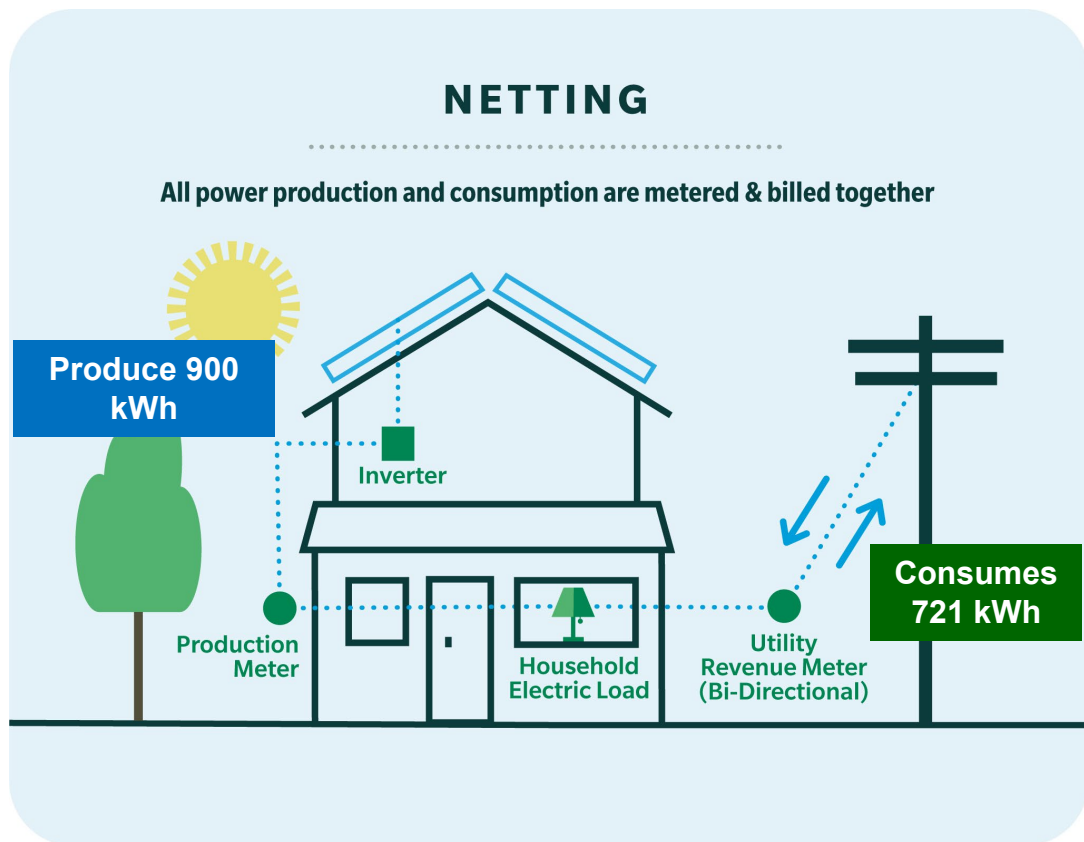 NETTING
All power production and consumption are metered & billed together
Produce 900
kWh
Inverter
Consumes
721 kWh
Production
Meter
Household
Electric Load
Utility
Revenue Meter
(Bi-Directional)